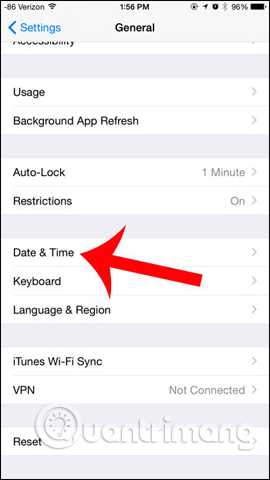 -86 Verizon 1:56 PM 96%
Settings General
Accessibility
Usage
Background App Refresh
Auto-Lock 1 Minute
Restrictions On
Date & Time
Keyboard
Language & Region
iTunes Wi-Fi Sync
VPN Not Connected
Reset
Quantrimang